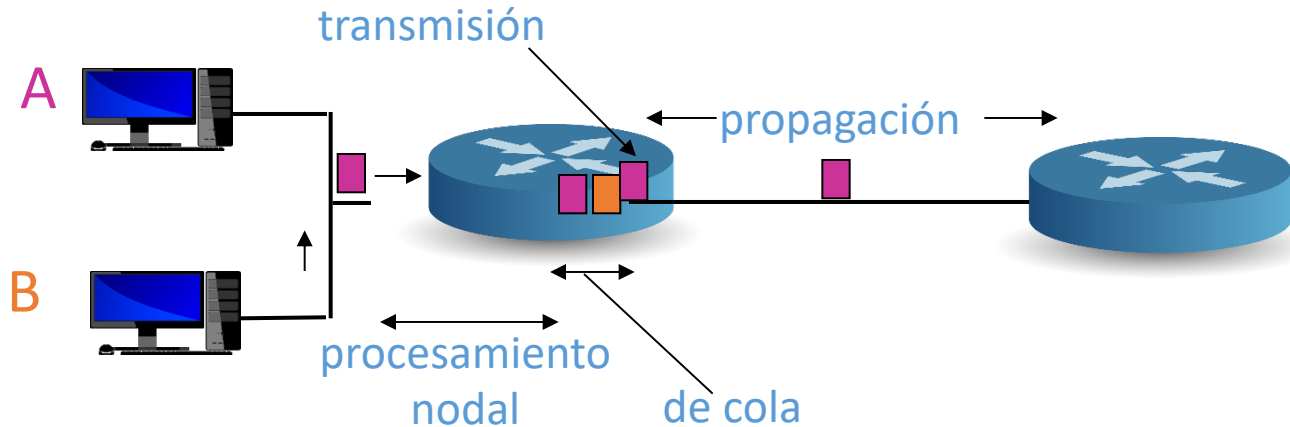 transmisión
A
propagación
B
procesamiento
nodal
de cola